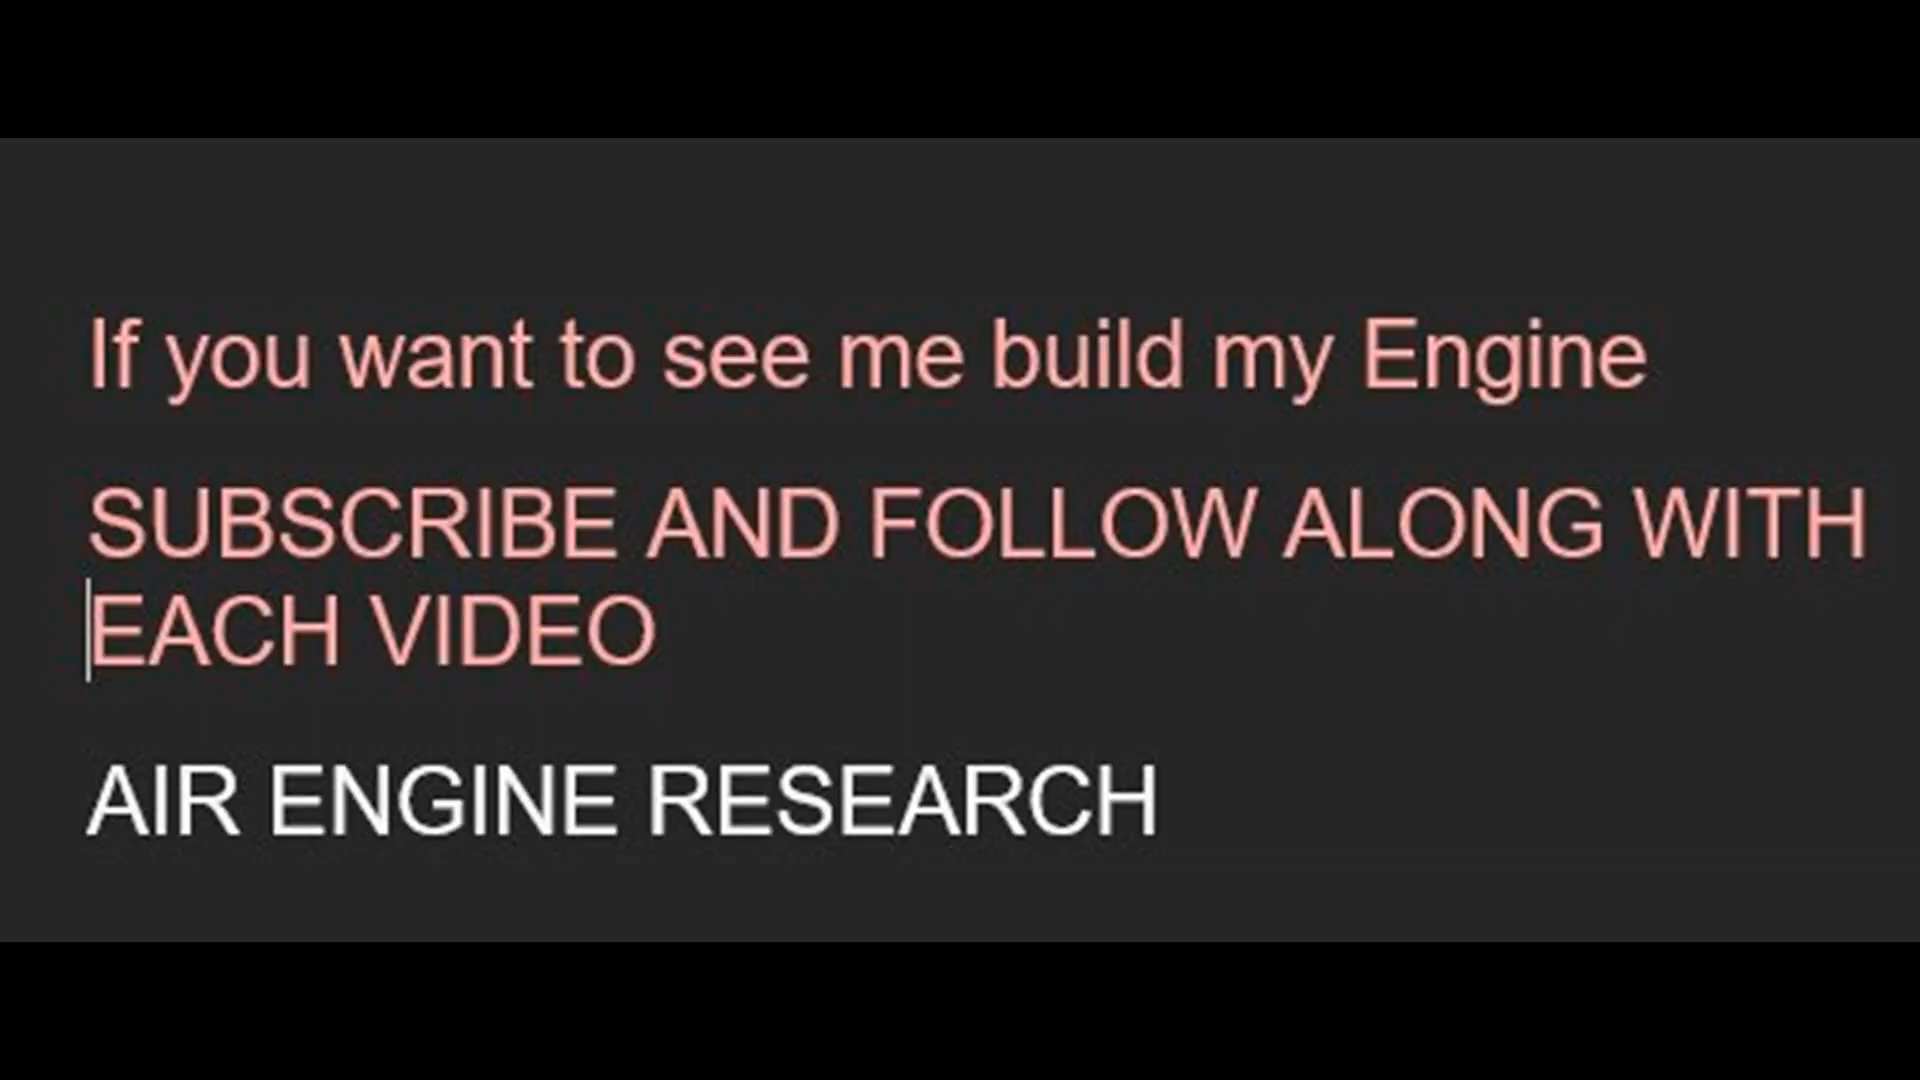 If you want to see me build my Engine
SUBSCRIBE AND FOLLOW ALONG WITH
EACH VIDEO
AIR ENGINE RESEARCH